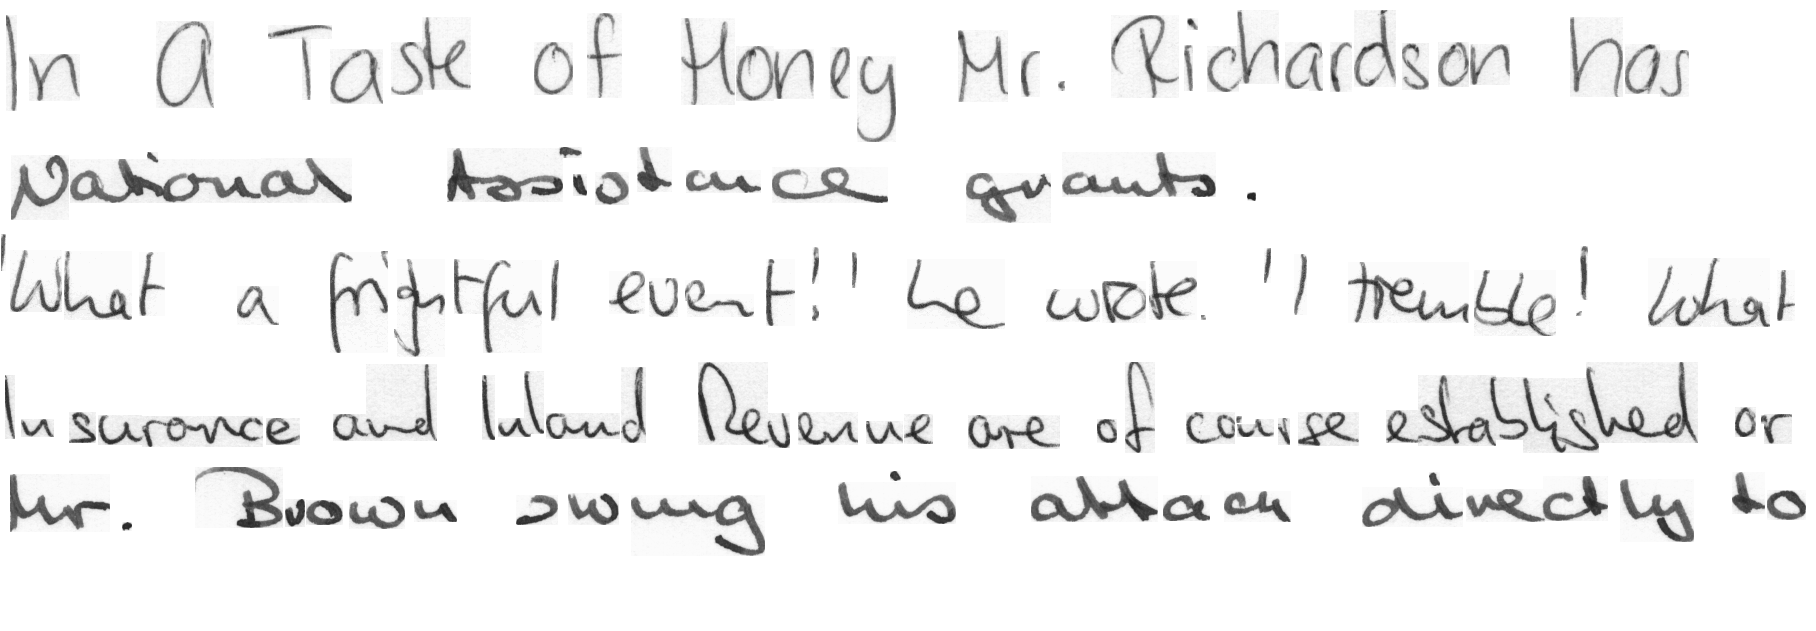 In A Taste of Honey Mr. Richardson has
National Assistance grants.
'What a frightful event!' he wrote. 'I tremble! What
Insurance and Inland Revenue are of course established or
Mr. Brown swung his attack directly to